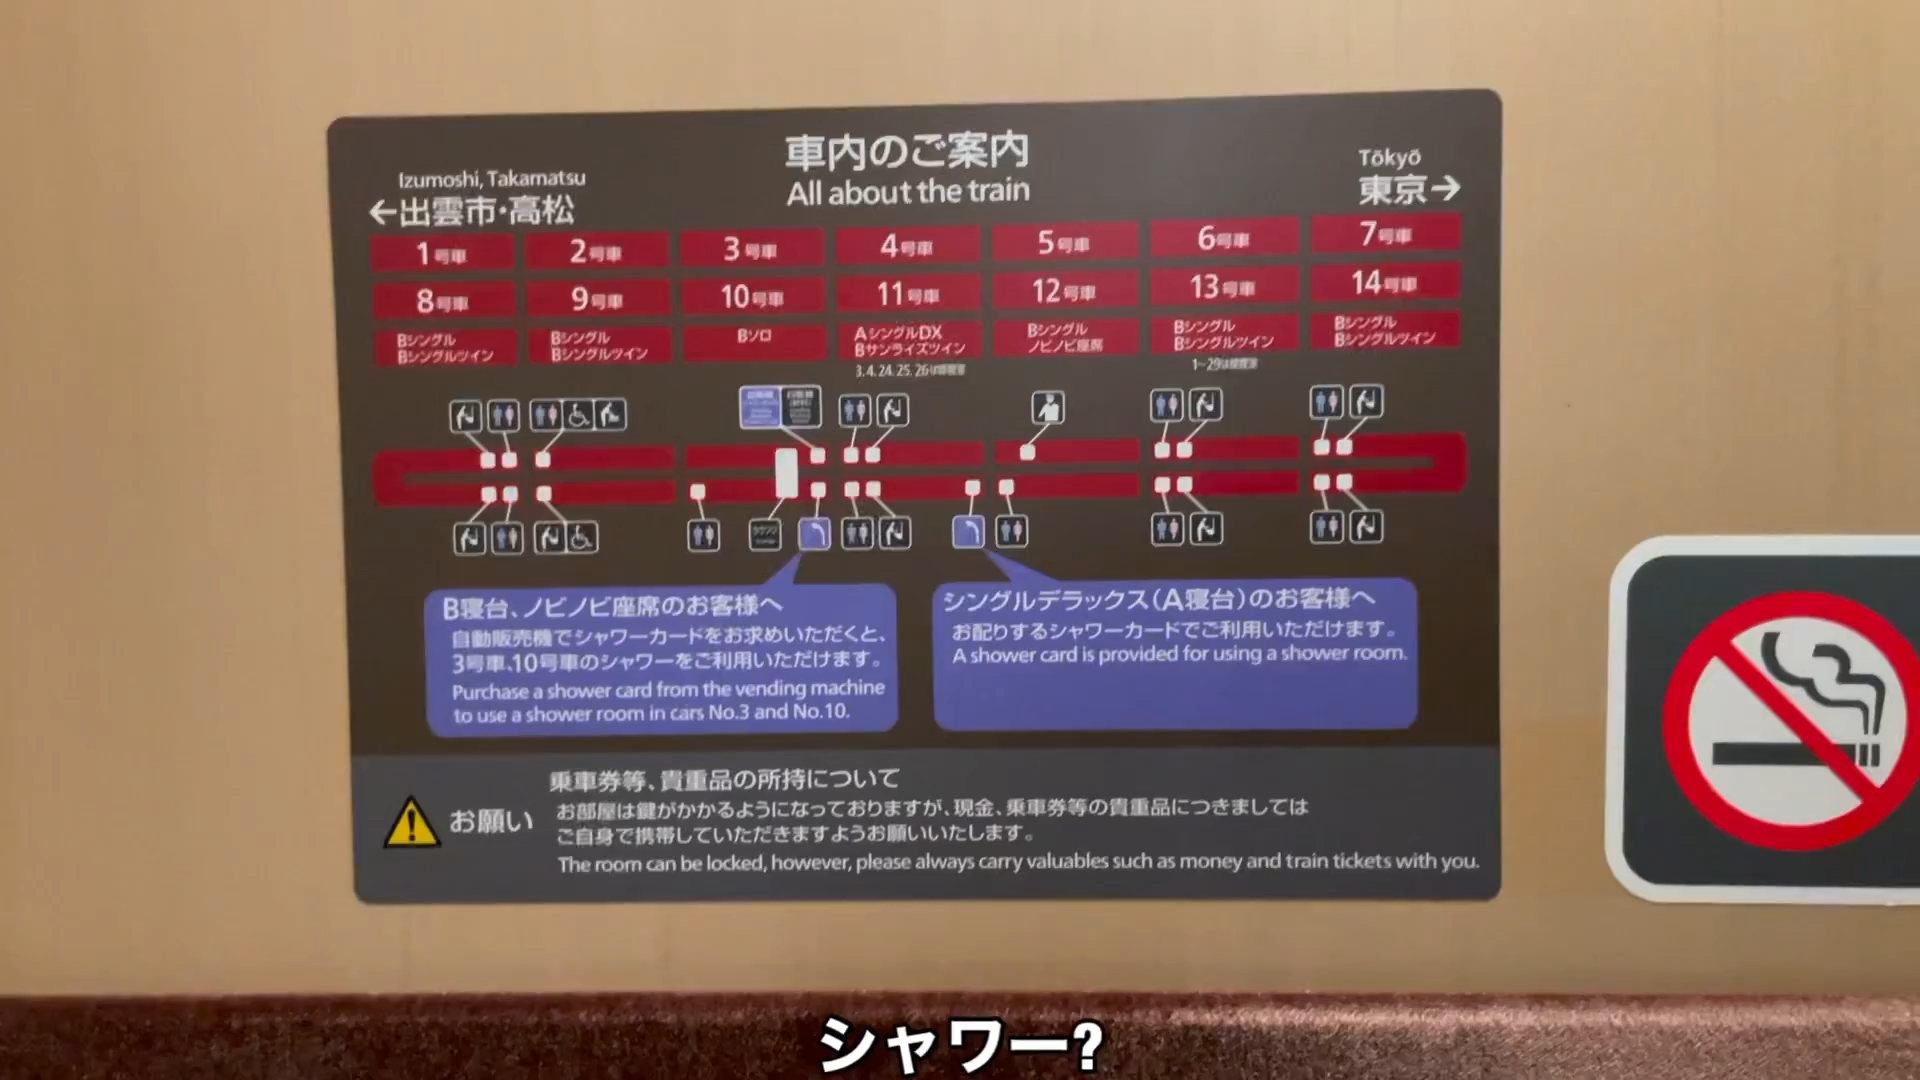 車内のご案内
All about the train
Izumoshi, Takamatsu
←出雲市・高松
Tōkyō
東京→
1号車 2号車 3号車 4号車 5号車 6号車 7号車
8号車 9号車 10号車 11号車 12号車 13号車 14号車
Bシングル Bシングル Bソロ AシングルDX Bシングル Bシングル Bシングル
Bシングルツイン Bシングルツイン Bサンライズツイン ノビノビ座席 Bシングルツイン Bシングルツイン
3.4.24.25.26は
1~29は
B寝台、ノビノビ座席のお客様へ
自動販売機でシャワーカードをお求めいただくと、
3号車、10号車のシャワーをご利用いただけます。
Purchase a shower card from the vending machine
to use a shower room in cars No.3 and No.10.
シングルデラックス(A寝台)のお客様へ
お配りするシャワーカードでご利用いただけます。
A shower card is provided for using a shower room.
お願い
乗車券等、貴重品の所持について
お部屋は鍵がかかるようになっておりますが、現金、乗車券等の貴重品につきましては
ご自身で携帯していただきますようお願いいたします。
The room can be locked, however, please always carry valuables such as money and train tickets with you.
シャワー?